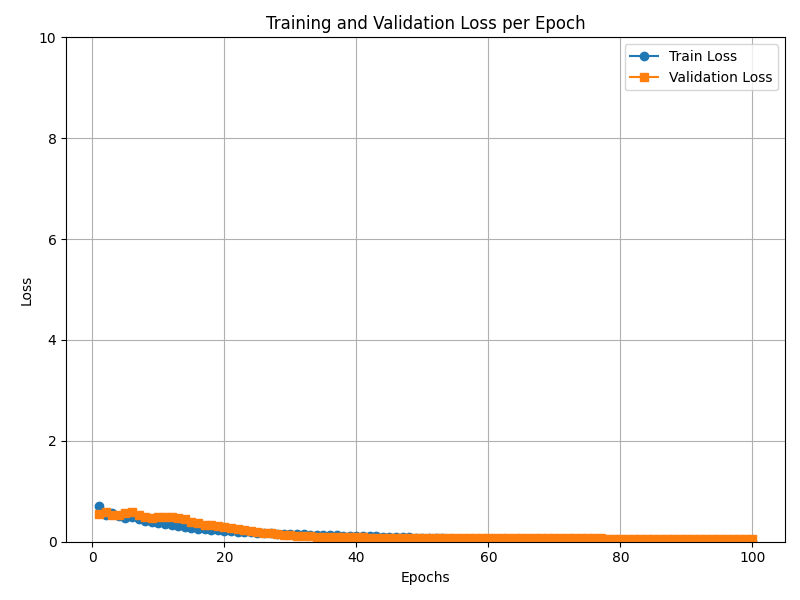 Training and Validation Loss per Epoch
Train Loss
Validation Loss
10
8
6
4
2
0
Loss
0 20 40 60 80 100
Epochs